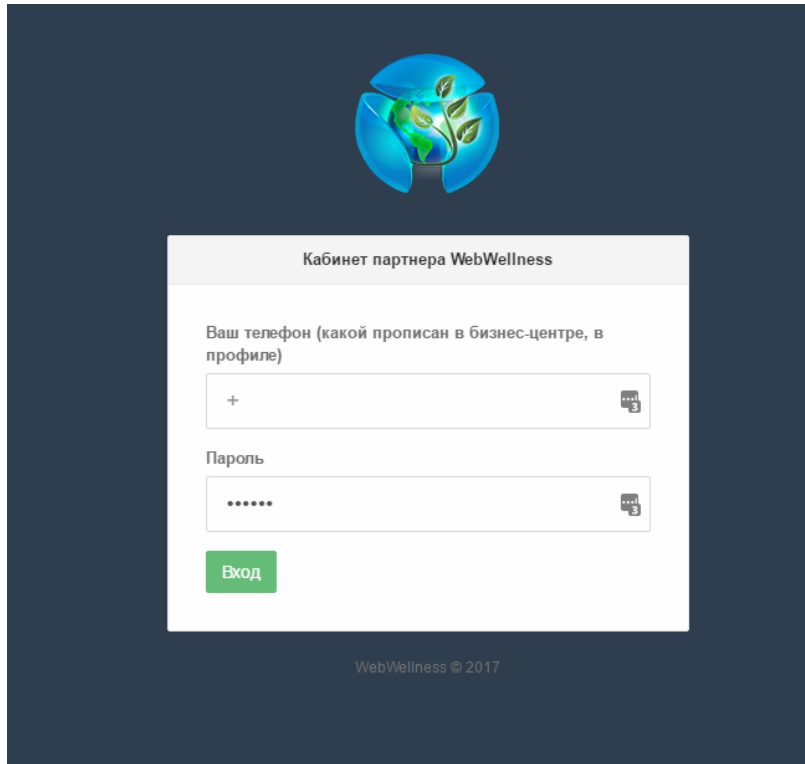 Кабинет партнера WebWellness
Ваш телефон (какой прописан в бизнес-центре, в
профиле)
+
Пароль
••••••
Вход
WebWellness © 2017